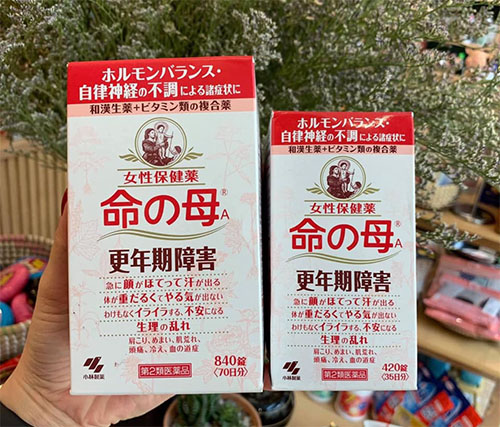 ホルモンバランス・
自律神経の不調による諸症状に
和漢生薬+ビタミン類の複合薬
女性保健薬
命の母®A
更年期障害
急に顔がほてって汗が出る
体が重だるくてやる気が出ない
わけもなくイライラする、不安になる
生理の乱れ
肩こり、めまい、肌荒れ、
頭痛、冷え、血の道症
小林製薬
第2類医薬品
840錠
〈70日分〉
ホルモンバランス・
自律神経の不調による諸症状に
和漢生薬+ビタミン類の複合薬
女性保健薬
命の母®A
更年期障害
急に顔がほてって汗が出る
体が重だるくてやる気が出ない
わけもなくイライラする、不安になる
生理の乱れ
肩こり、めまい、肌荒れ、
頭痛、冷え、血の道症
小林製薬
第2類医薬品
420錠
〈35日分〉